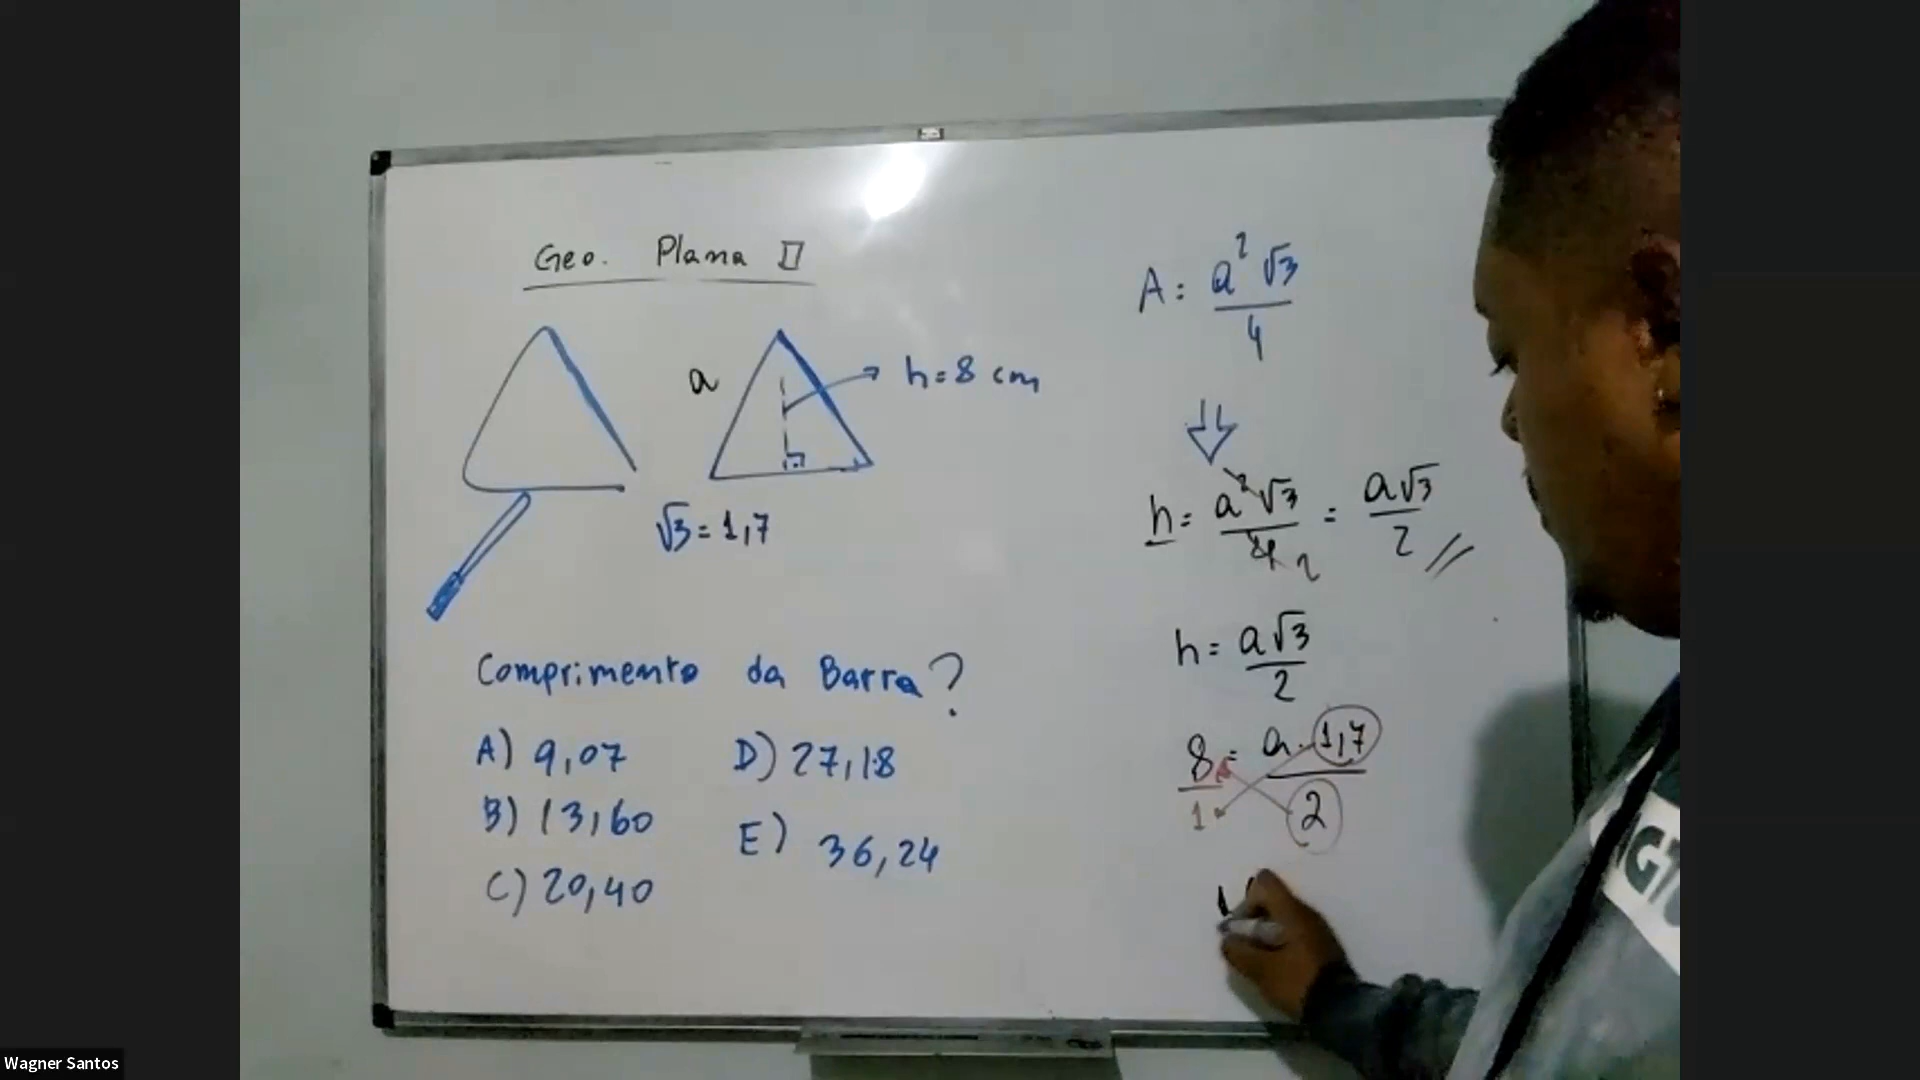 Geo. Plana II
a
h = 8 cm
√3 = 1,7
Comprimento da Barra?
A) 9,07
B) 13,60
C) 20,40
D) 27,18
E) 36,24
A = a²√3 / 4
h = a²√3 / 4 2 = a√3 / 2
h = a√3 / 2
8 / 1 = a · 1,7 / 2
Wagner Santos